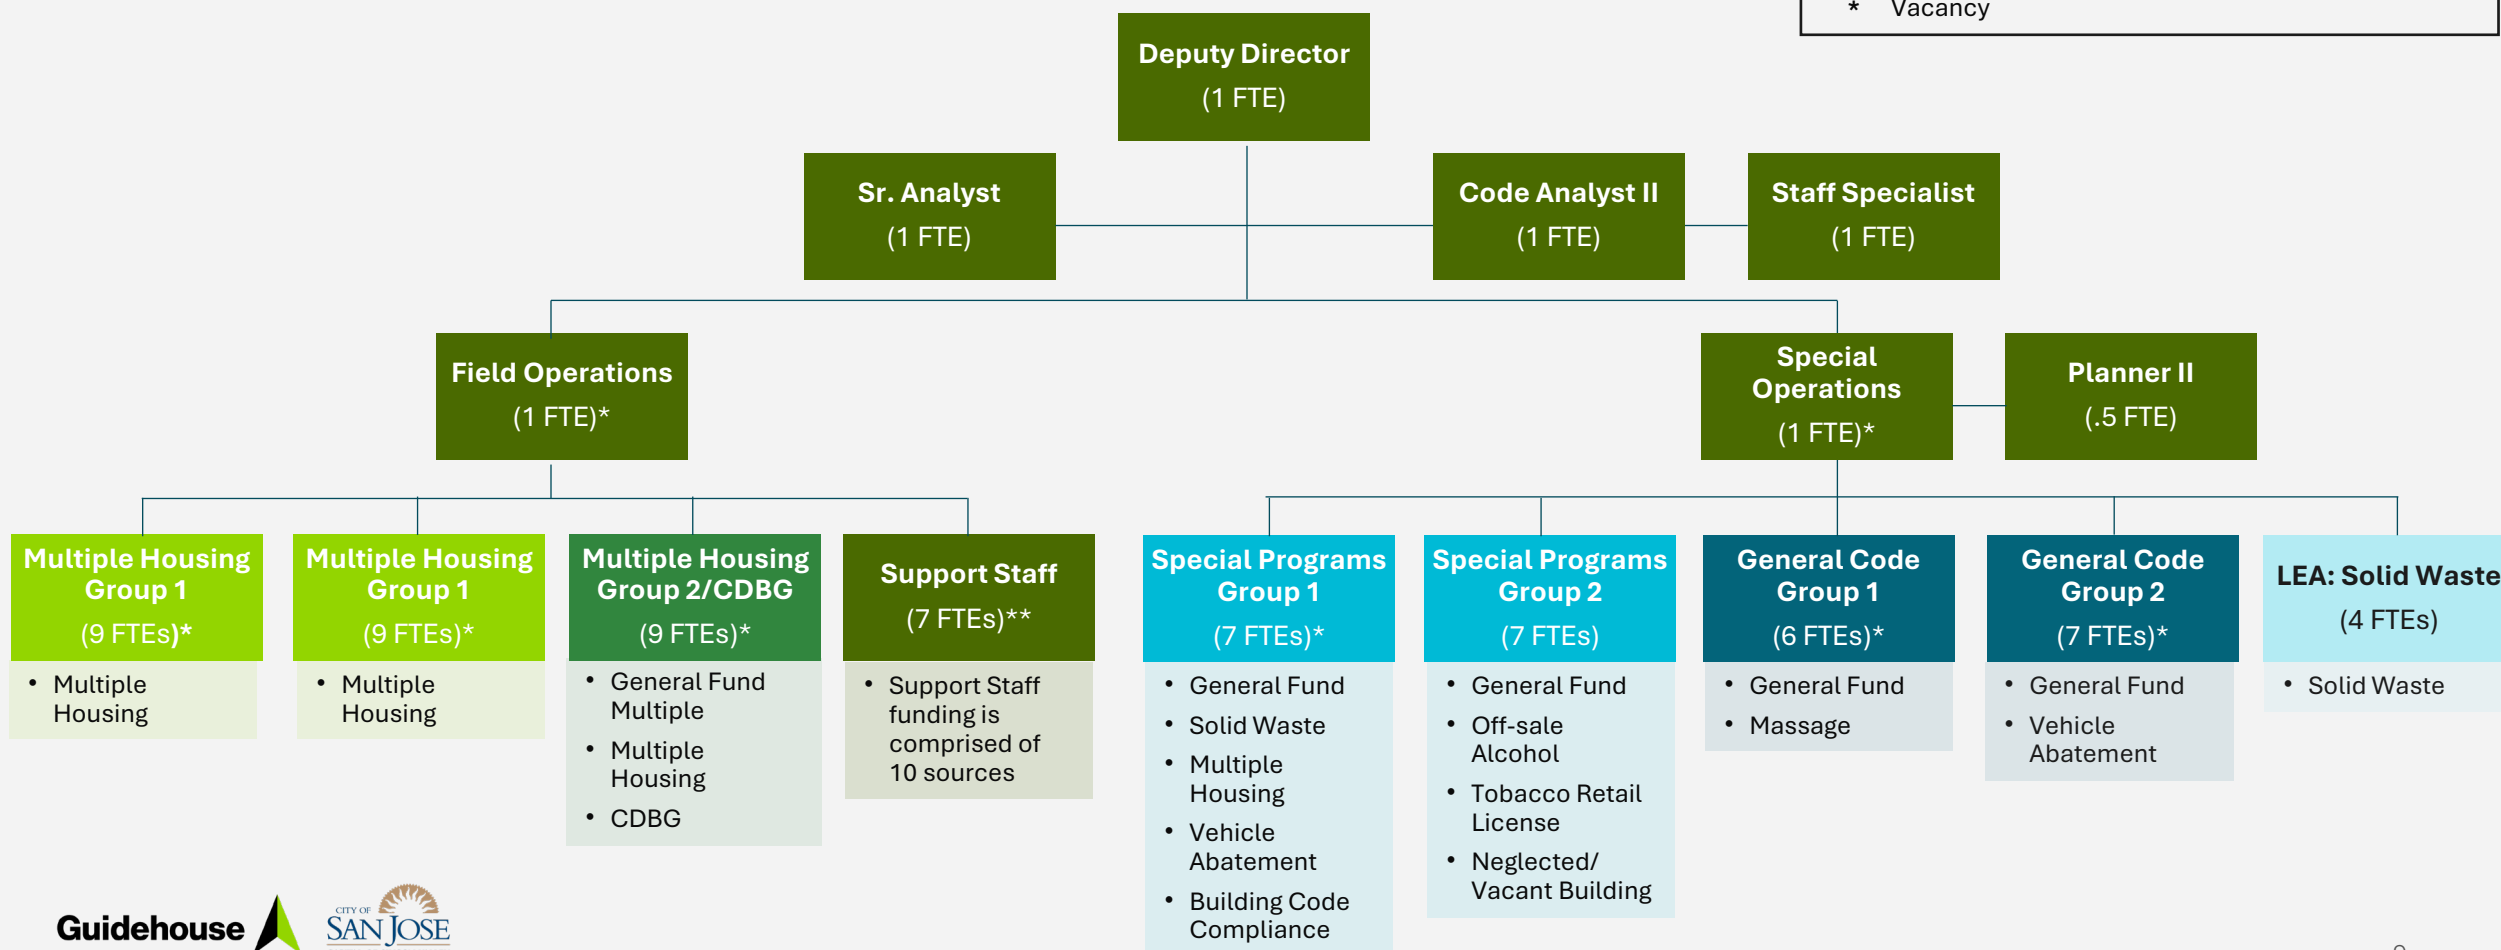 * Vacancy
Deputy Director
(1 FTE)
Sr. Analyst
(1 FTE)
Code Analyst II
(1 FTE)
Staff Specialist
(1 FTE)
Field Operations
(1 FTE)*
Special
Operations
(1 FTE)*
Planner II
(.5 FTE)
Multiple Housing
Group 1
(9 FTEs)*
• Multiple
Housing
Multiple Housing
Group 1
(9 FTEs)*
• Multiple
Housing
Multiple Housing
Group 2/CDBG
(9 FTEs)*
• General Fund
Multiple
• Multiple
Housing
• CDBG
Support Staff
(7 FTEs)**
• Support Staff
funding is
comprised of
10 sources
Special Programs
Group 1
(7 FTEs)*
• General Fund
• Solid Waste
• Multiple
Housing
• Vehicle
Abatement
• Building Code
Compliance
Special Programs
Group 2
(7 FTEs)
• General Fund
• Off-sale
Alcohol
• Tobacco Retail
License
• Neglected/
Vacant Building
General Code
Group 1
(6 FTEs)*
• General Fund
• Massage
General Code
Group 2
(7 FTEs)*
• General Fund
• Vehicle
Abatement
LEA: Solid Waste
(4 FTEs)
• Solid Waste
Guidehouse
CITY OF
SAN JOSE